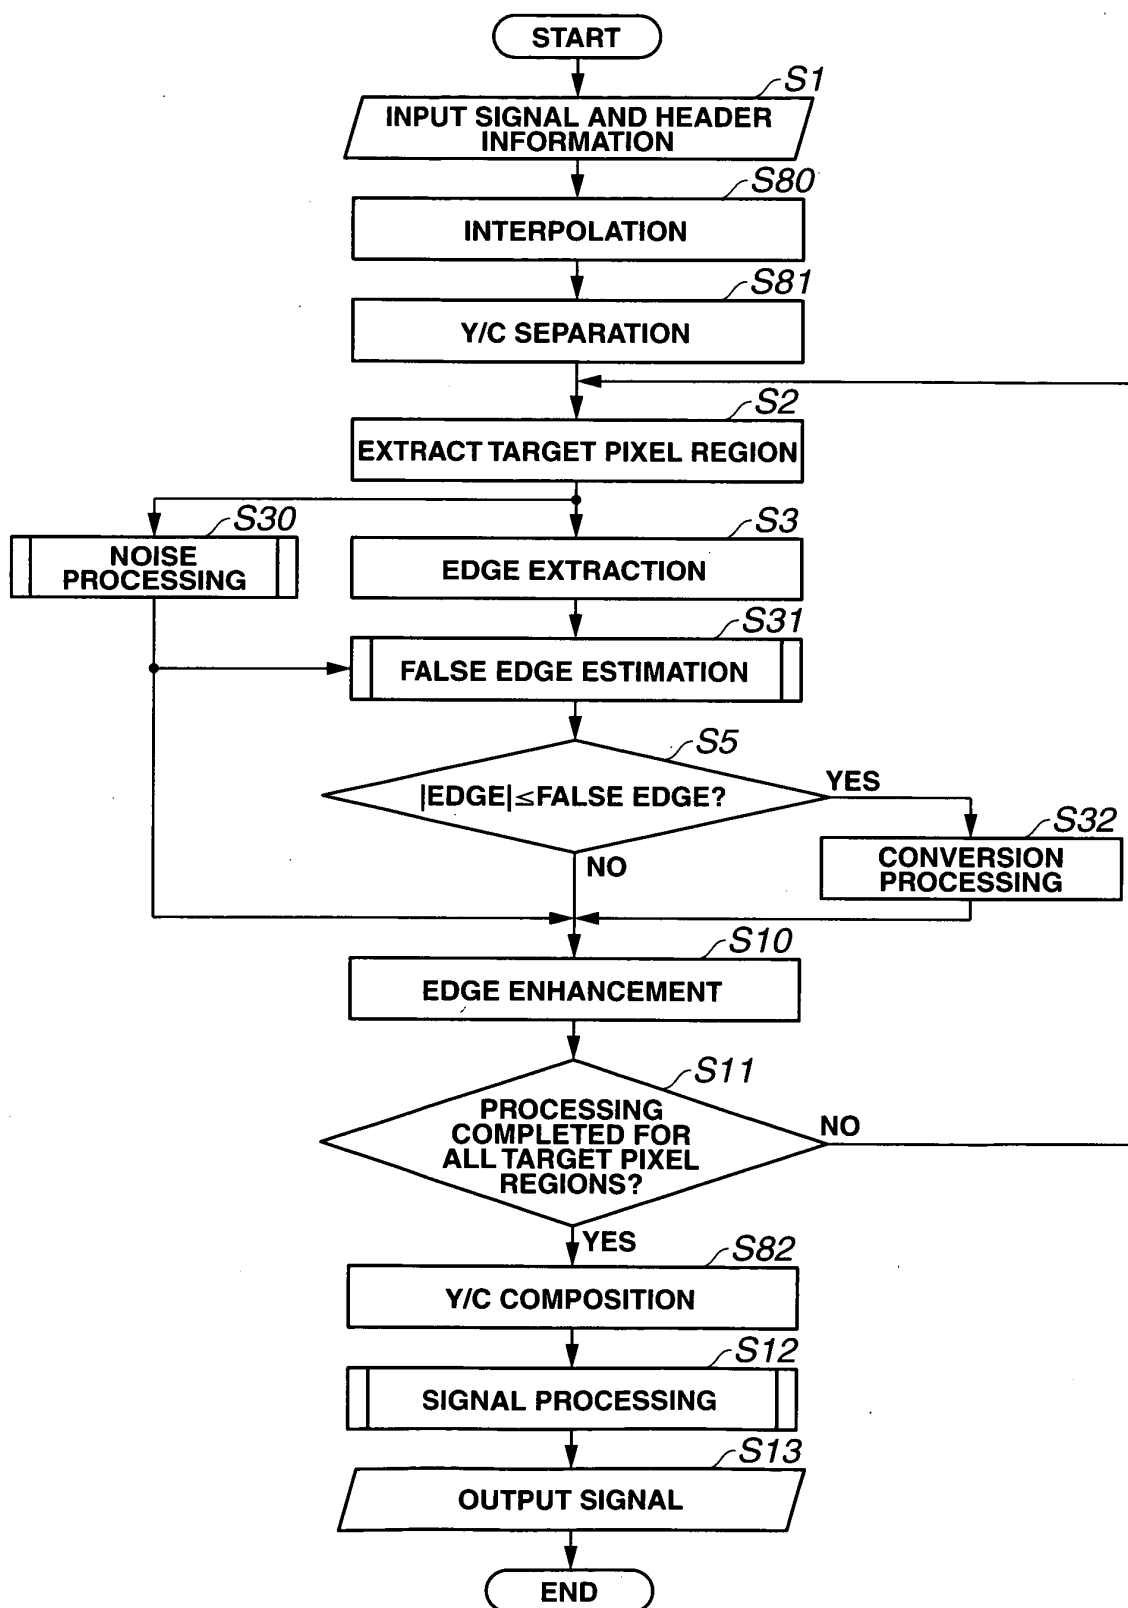 START
S1
INPUT SIGNAL AND HEADER
INFORMATION
S80
INTERPOLATION
S81
Y/C SEPARATION
S2
EXTRACT TARGET PIXEL REGION
S30
NOISE
PROCESSING
S3
EDGE EXTRACTION
S31
FALSE EDGE ESTIMATION
S5
|EDGE|≤FALSE EDGE?
YES
NO
S32
CONVERSION
PROCESSING
S10
EDGE ENHANCEMENT
S11
PROCESSING
COMPLETED FOR
ALL TARGET PIXEL
REGIONS?
NO
YES
S82
Y/C COMPOSITION
S12
SIGNAL PROCESSING
S13
OUTPUT SIGNAL
END